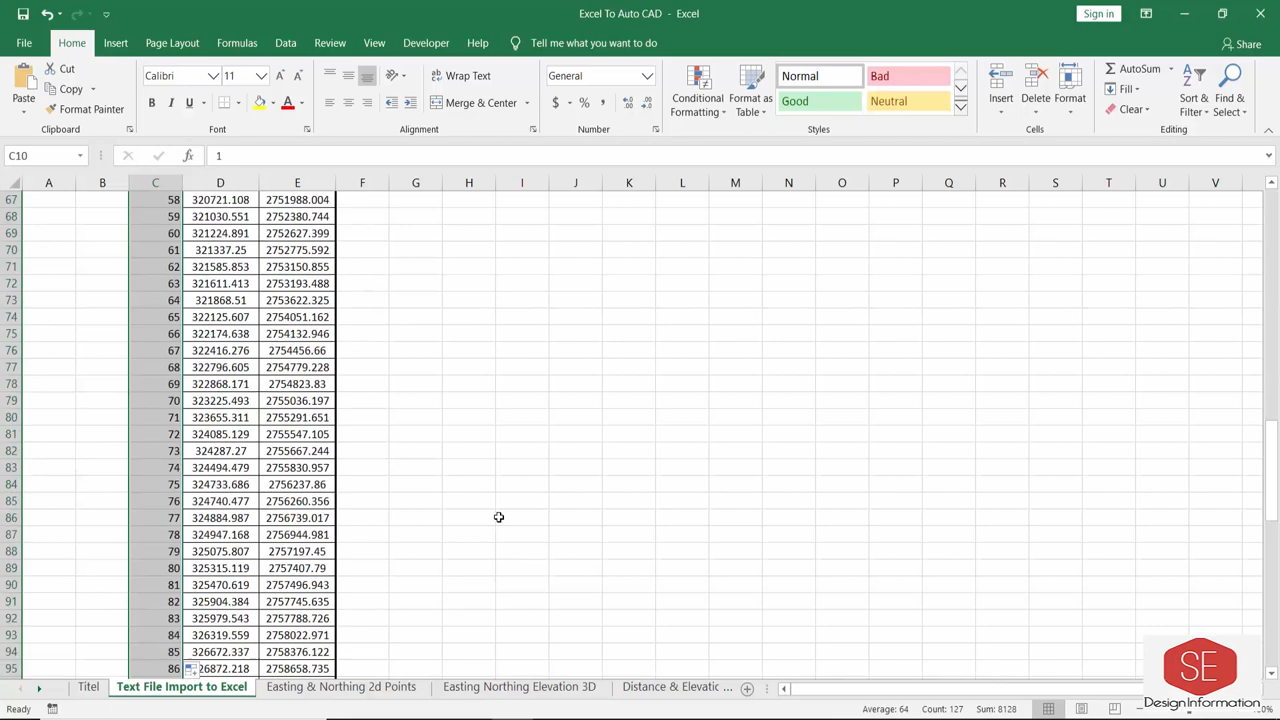 Excel To Auto CAD - Excel
Sign in
File Home Insert Page Layout Formulas Data Review View Developer Help Tell me what you want to do Share
Paste Cut Copy Format Painter
Calibri 11
B I U A
Wrap Text
Merge & Center
General
$ % ,
Conditional Formatting
Format as Table
Normal Bad
Good Neutral
Insert Delete Format
AutoSum
Fill
Clear
Sort & Filter
Find & Select
Clipboard Font Alignment Number Styles Cells Editing
C10 fx 1
A B C D E F G H I J K L M N O P Q R S T U V
67 58 320721.108 2751988.004
68 59 321030.551 2752380.744
69 60 321224.891 2752627.399
70 61 321337.25 2752775.592
71 62 321585.853 2753150.855
72 63 321611.413 2753193.488
73 64 321868.51 2753622.325
74 65 322125.607 2754051.162
75 66 322174.638 2754132.946
76 67 322416.276 2754456.66
77 68 322796.605 2754779.228
78 69 322868.171 2754823.83
79 70 323225.493 2755036.197
80 71 323655.311 2755291.651
81 72 324085.129 2755547.105
82 73 324287.27 2755667.244
83 74 324494.479 2755830.957
84 75 324733.686 2756237.86
85 76 324740.477 2756260.356
86 77 324884.987 2756739.017
87 78 324947.168 2756944.981
88 79 325075.807 2757197.45
89 80 325315.119 2757407.79
90 81 325470.619 2757496.943
91 82 325904.384 2757745.635
92 83 325979.543 2757788.726
93 84 326319.559 2758022.971
94 85 326672.337 2758376.122
95 86 26872.218 2758658.735
Titel Text File Import to Excel Easting & Northing 2d Points Easting Northing Elevation 3D Distance & Elevatic ...
Ready Average: 64 Count: 127 Sum: 8128
SE
Design Information